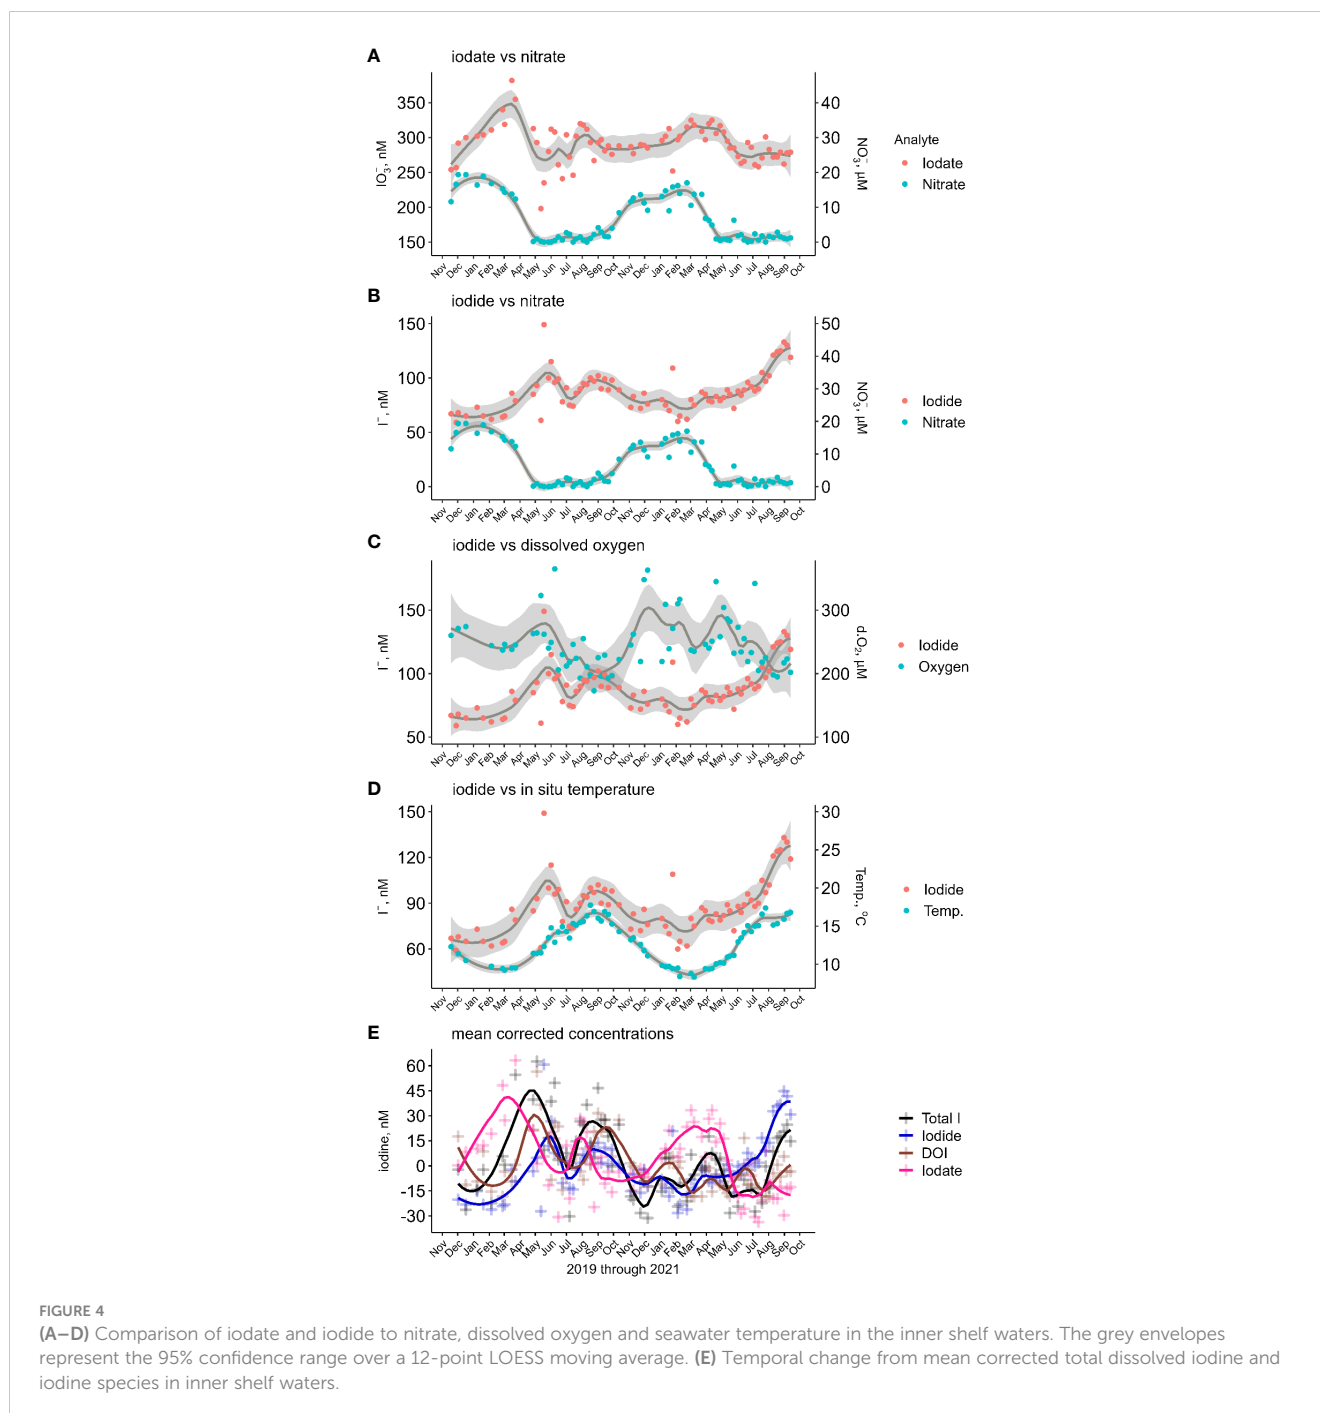 A iodate vs nitrate
350
300
250
200
150
IO3−, nM
40
30
20
10
0
NO3−, µM
Analyte
Iodate
Nitrate
Nov Dec Jan Feb Mar Apr May Jun Jul Aug Sep Oct Nov Dec Jan Feb Mar Apr May Jun Jul Aug Sep Oct
B iodide vs nitrate
150
100
50
0
I−, nM
50
40
30
20
10
0
NO3−, µM
Iodide
Nitrate
Nov Dec Jan Feb Mar Apr May Jun Jul Aug Sep Oct Nov Dec Jan Feb Mar Apr May Jun Jul Aug Sep Oct
C iodide vs dissolved oxygen
150
100
50
I−, nM
300
200
100
d.O2, µM
Iodide
Oxygen
Nov Dec Jan Feb Mar Apr May Jun Jul Aug Sep Oct Nov Dec Jan Feb Mar Apr May Jun Jul Aug Sep Oct
D iodide vs in situ temperature
150
120
90
60
I−, nM
30
25
20
15
10
Temp., oC
Iodide
Temp.
Nov Dec Jan Feb Mar Apr May Jun Jul Aug Sep Oct Nov Dec Jan Feb Mar Apr May Jun Jul Aug Sep Oct
E mean corrected concentrations
60
45
30
15
0
-15
-30
iodine, nM
Total I
Iodide
DOI
Iodate
Nov Dec Jan Feb Mar Apr May Jun Jul Aug Sep Oct Nov Dec Jan Feb Mar Apr May Jun Jul Aug Sep Oct
2019 through 2021
FIGURE 4
(A–D) Comparison of iodate and iodide to nitrate, dissolved oxygen and seawater temperature in the inner shelf waters. The grey envelopes
represent the 95% confidence range over a 12-point LOESS moving average. (E) Temporal change from mean corrected total dissolved iodine and
iodine species in inner shelf waters.